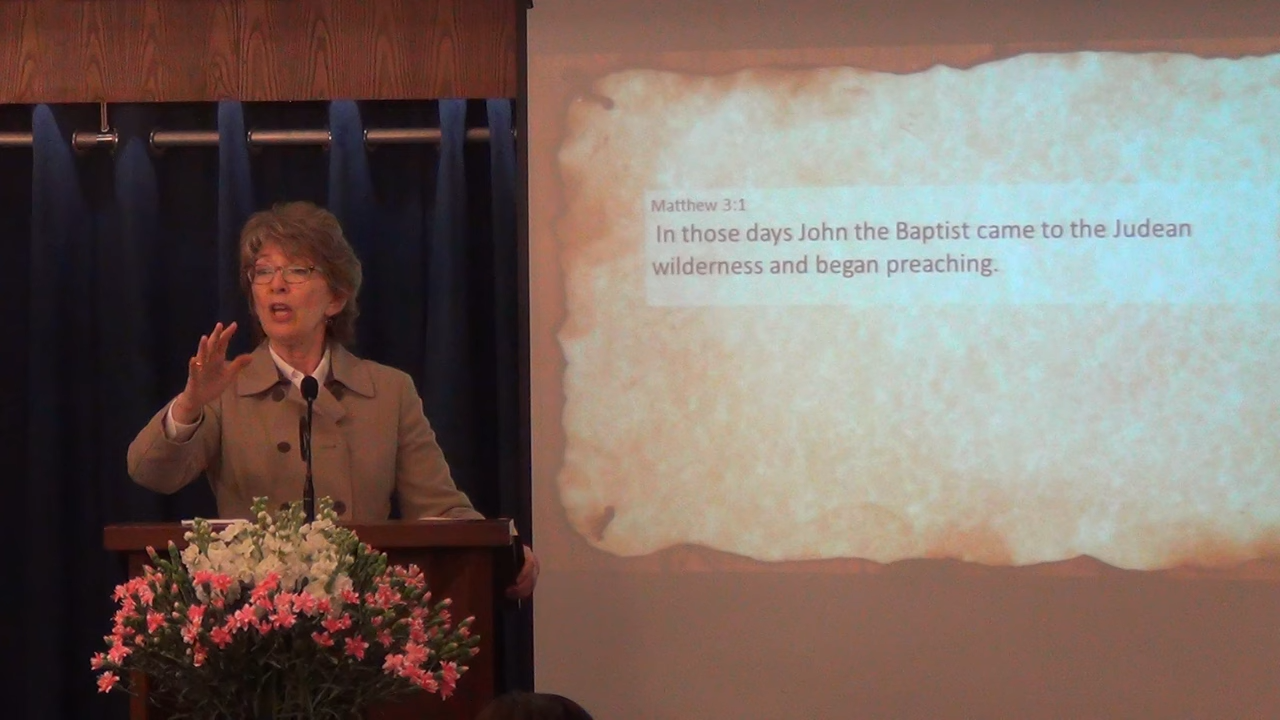 Matthew 3:1
In those days John the Baptist came to the Judean
wilderness and began preaching.